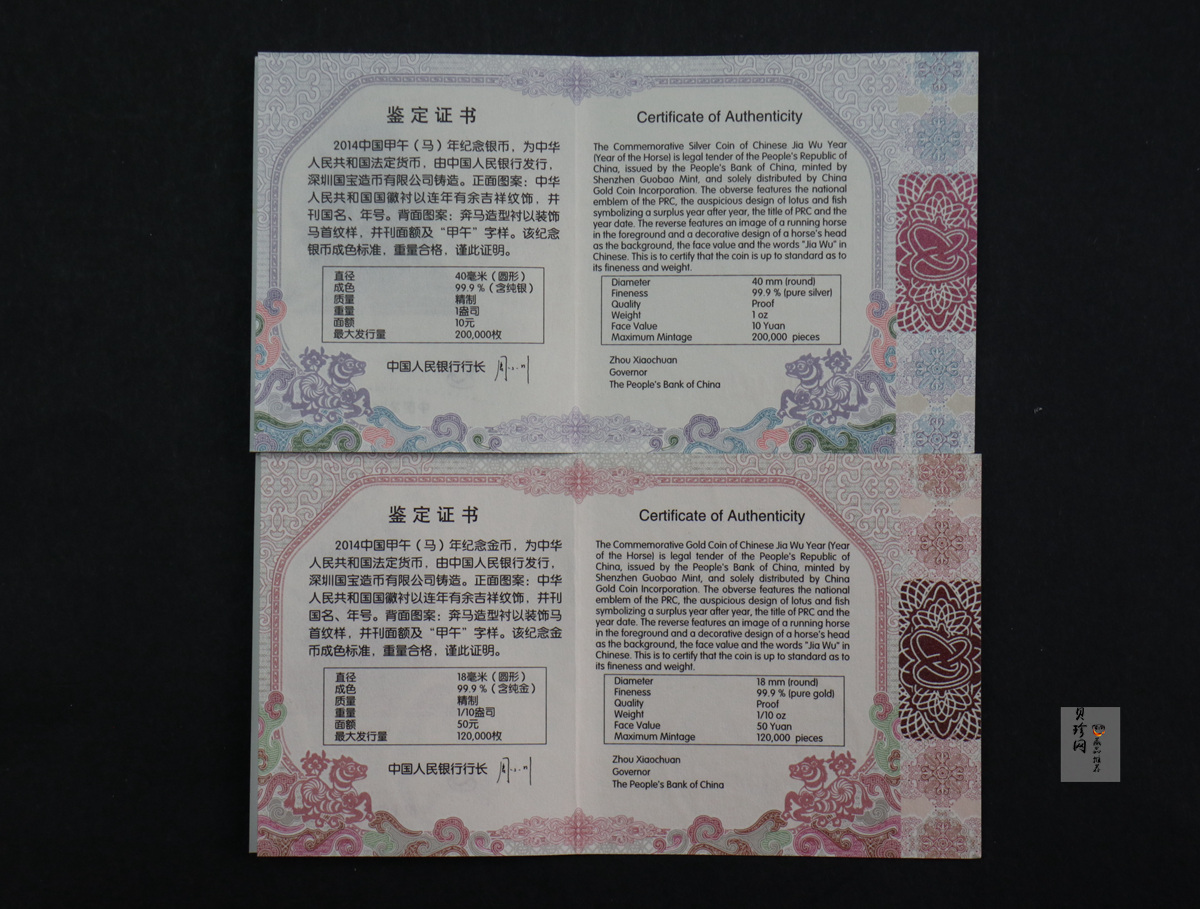 鉴定证书
2014中国甲午（马）年纪念银币，为中华
人民共和国法定货币，由中国人民银行发行，
深圳国宝造币有限公司铸造。正面图案：中华
人民共和国国徽衬以连年有余吉祥纹饰，并
刊国名、年号。背面图案：奔马造型衬以装饰
马首纹样，并刊面额及“甲午”字样。该纪念
银币成色标准，重量合格，谨此证明。
直径 40毫米（圆形）
成色 99.9％（含纯银）
质量 精制
重量 1盎司
面额 10元
最大发行量 200,000枚
中国人民银行行长
Certificate of Authenticity
The Commemorative Silver Coin of Chinese Jia Wu Year
(Year of the Horse) is legal tender of the People's Republic of
China, issued by the People's Bank of China, minted by
Shenzhen Guobao Mint, and solely distributed by China
Gold Coin Incorporation. The obverse features the national
emblem of the PRC, the auspicious design of lotus and fish
symbolizing a surplus year after year, the title of PRC and the
year date. The reverse features an image of a running horse
in the foreground and a decorative design of a horse's head
as the background, the face value and the words "Jia Wu" in
Chinese. This is to certify that the coin is up to standard as to
its fineness and weight.
Diameter 40 mm (round)
Fineness 99.9 % (pure silver)
Quality Proof
Weight 1 oz
Face Value 10 Yuan
Maximum Mintage 200,000 pieces
Zhou Xiaochuan
Governor
The People's Bank of China
鉴定证书
2014中国甲午（马）年纪念金币，为中华
人民共和国法定货币，由中国人民银行发行，
深圳国宝造币有限公司铸造。正面图案：中华
人民共和国国徽衬以连年有余吉祥纹饰，并刊
国名、年号。背面图案：奔马造型衬以装饰马
首纹样，并刊面额及“甲午”字样。该纪念金
币成色标准，重量合格，谨此证明。
直径 18毫米（圆形）
成色 99.9％（含纯金）
质量 精制
重量 1/10盎司
面额 50元
最大发行量 120,000枚
中国人民银行行长
Certificate of Authenticity
The Commemorative Gold Coin of Chinese Jia Wu Year (Year
of the Horse) is legal tender of the People's Republic of
China, issued by the People's Bank of China, minted by
Shenzhen Guobao Mint, and solely distributed by China
Gold Coin Incorporation. The obverse features the national
emblem of the PRC, the auspicious design of lotus and fish
symbolizing a surplus year after year, the title of PRC and the
year date. The reverse features an image of a running horse
in the foreground and a decorative design of a horse's head
as the background, the face value and the words "Jia Wu" in
Chinese. This is to certify that the coin is up to standard as to
its fineness and weight.
Diameter 18 mm (round)
Fineness 99.9 % (pure gold)
Quality Proof
Weight 1/10 oz
Face Value 50 Yuan
Maximum Mintage 120,000 pieces
Zhou Xiaochuan
Governor
The People's Bank of China
贝珍网